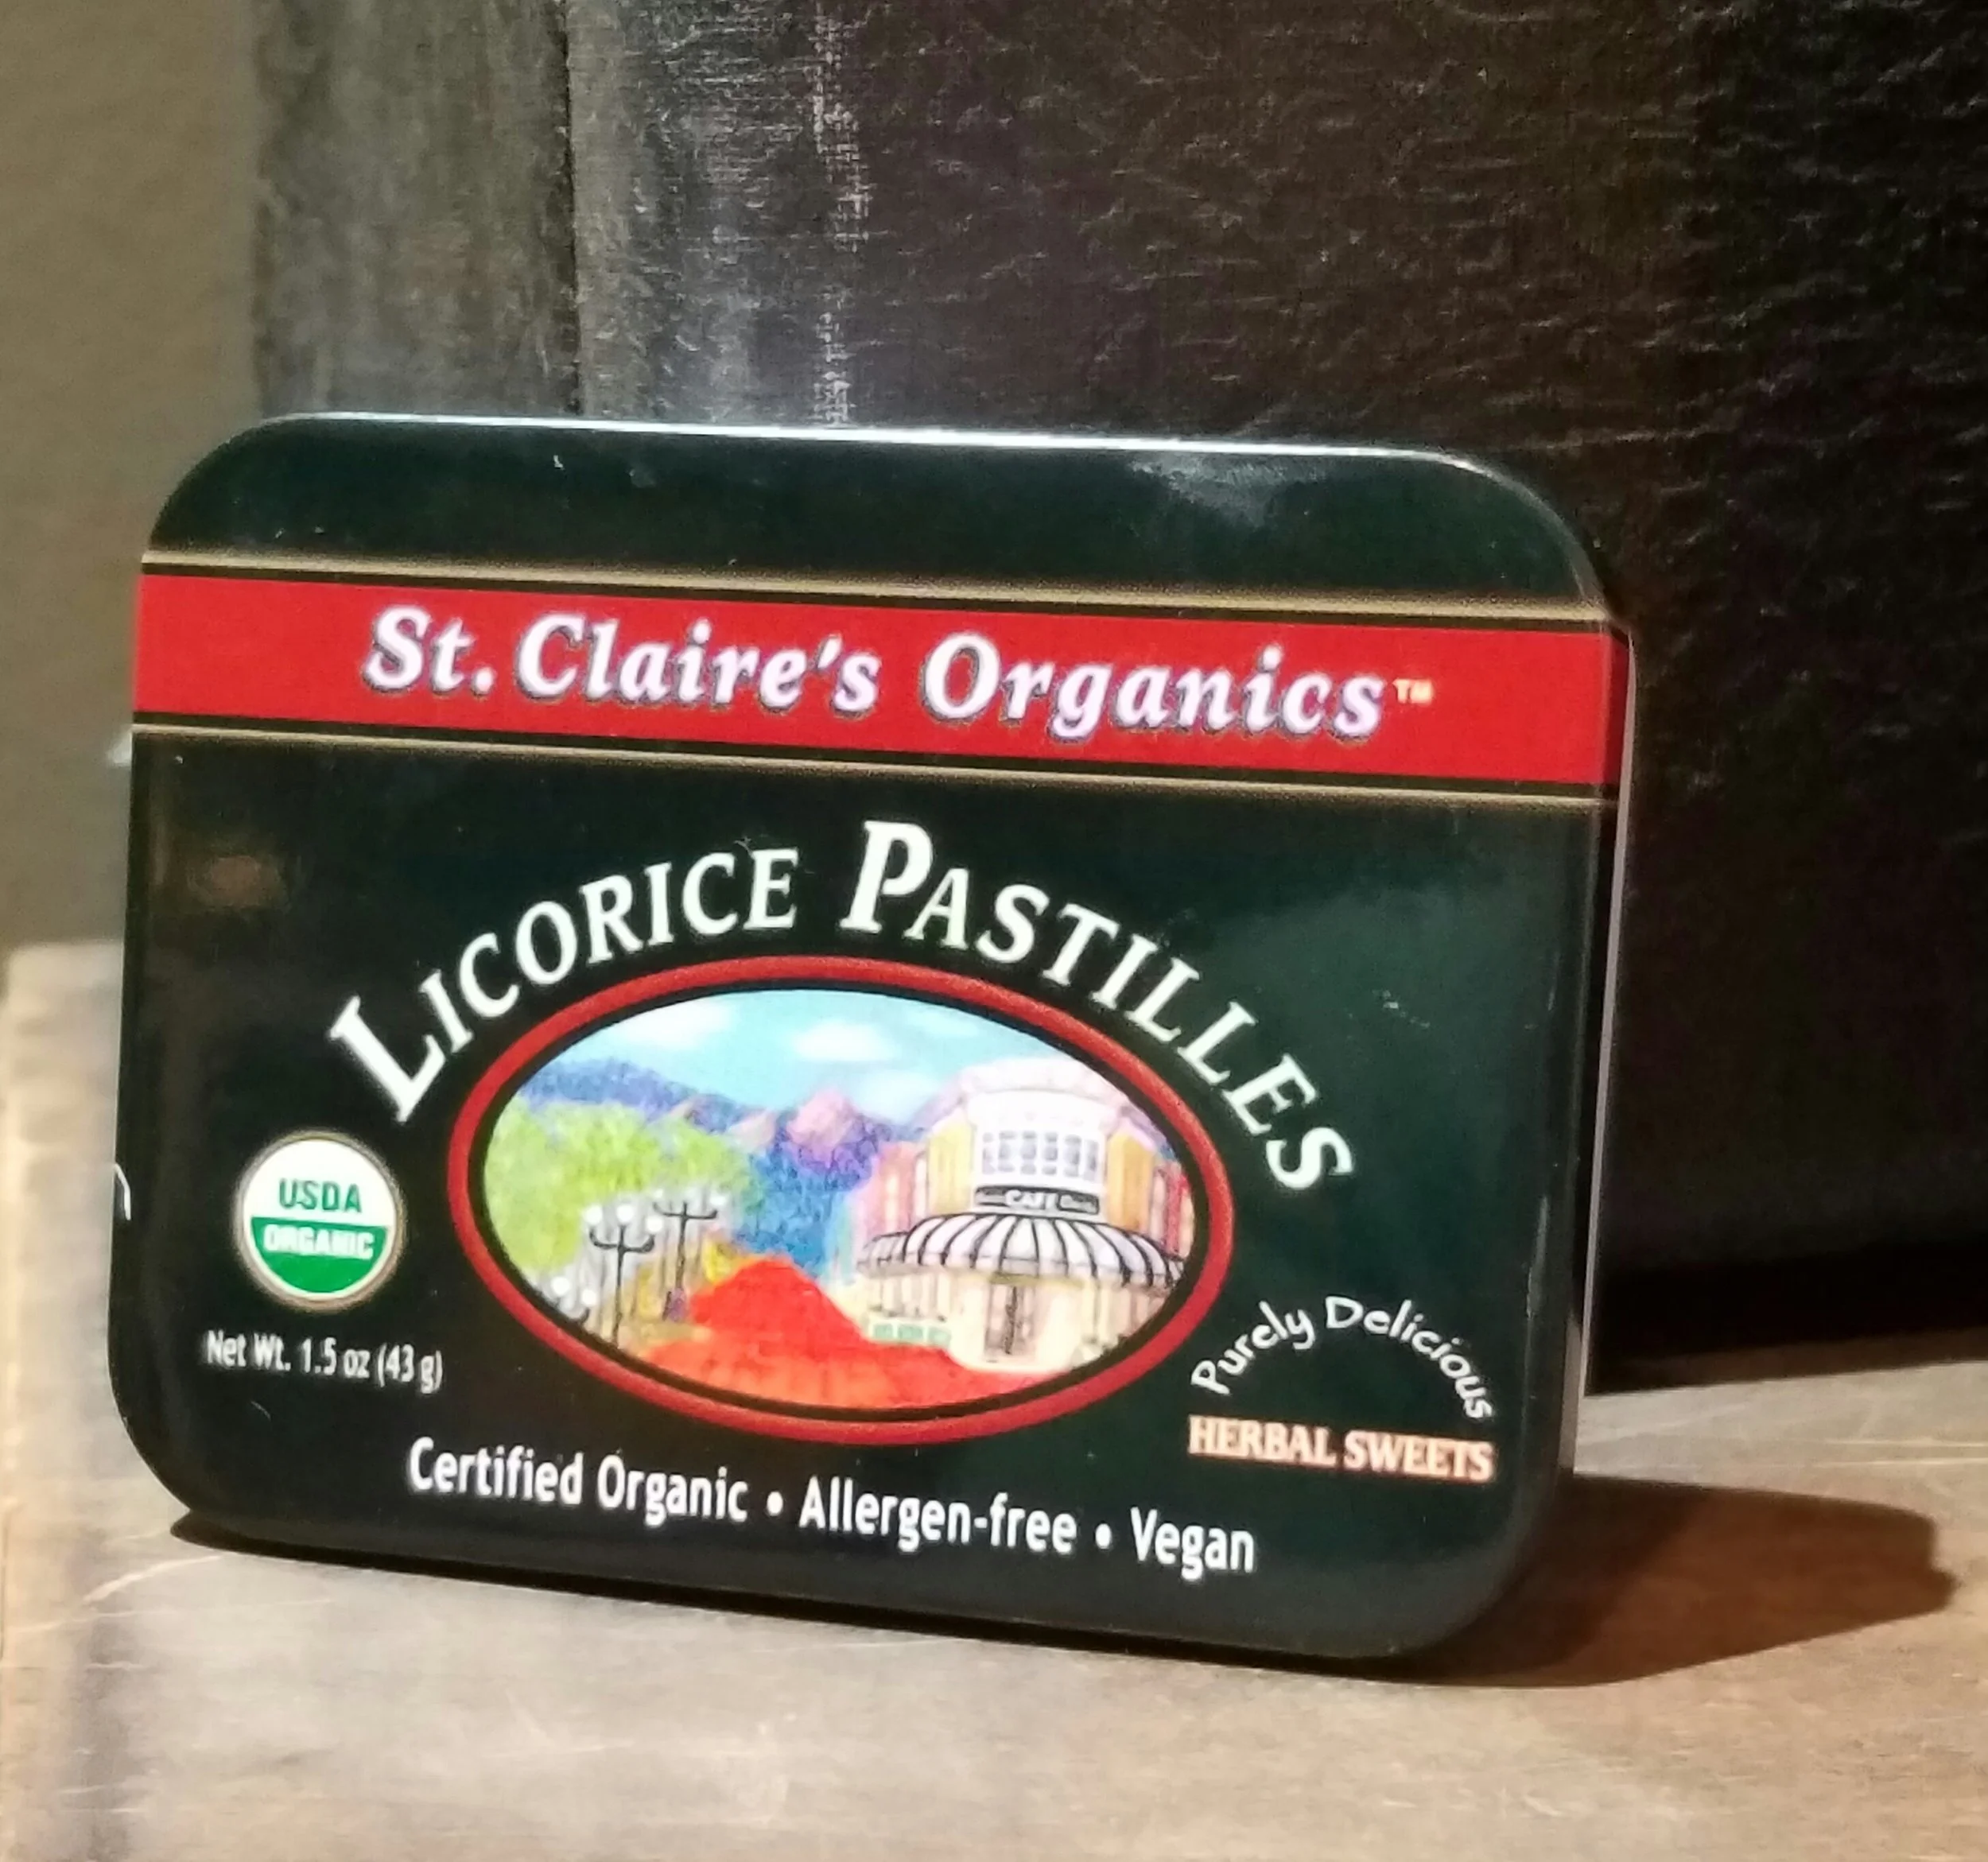 St. Claire's Organics™
LICORICE PASTILLES
CAFE
USDA
ORGANIC
Net Wt. 1.5 oz (43 g)
Purely Delicious
HERBAL SWEETS
Certified Organic • Allergen-free • Vegan